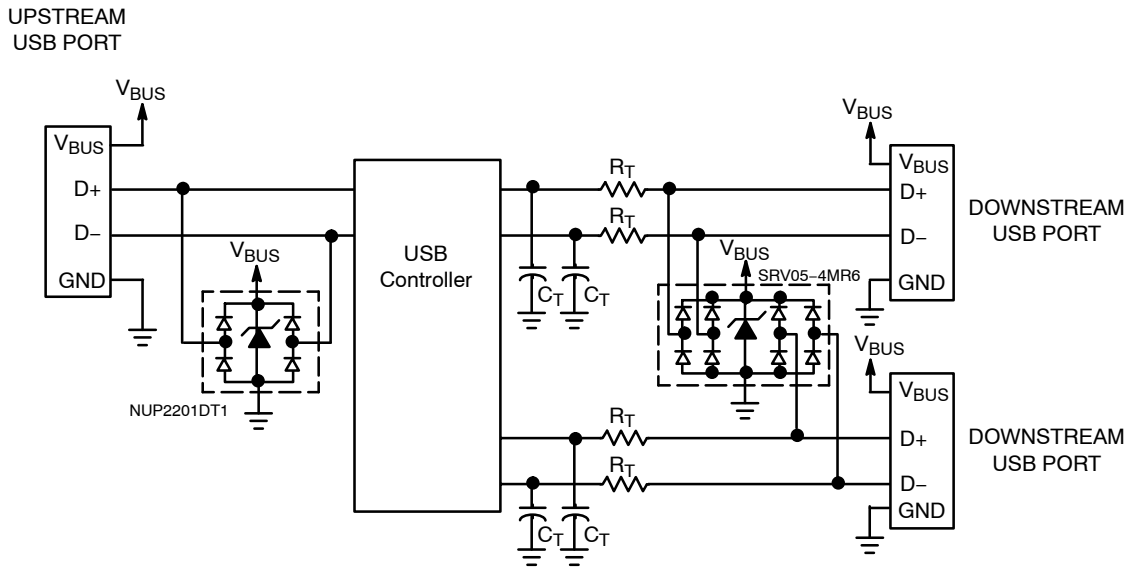 UPSTREAM
USB PORT
VBUS
VBUS
D+
D−
GND
VBUS
NUP2201DT1
USB
Controller
RT
RT
CT
CT
VBUS
SRV05−4MR6
VBUS
VBUS
D+
D−
GND
DOWNSTREAM
USB PORT
RT
RT
CT
CT
VBUS
VBUS
D+
D−
GND
DOWNSTREAM
USB PORT